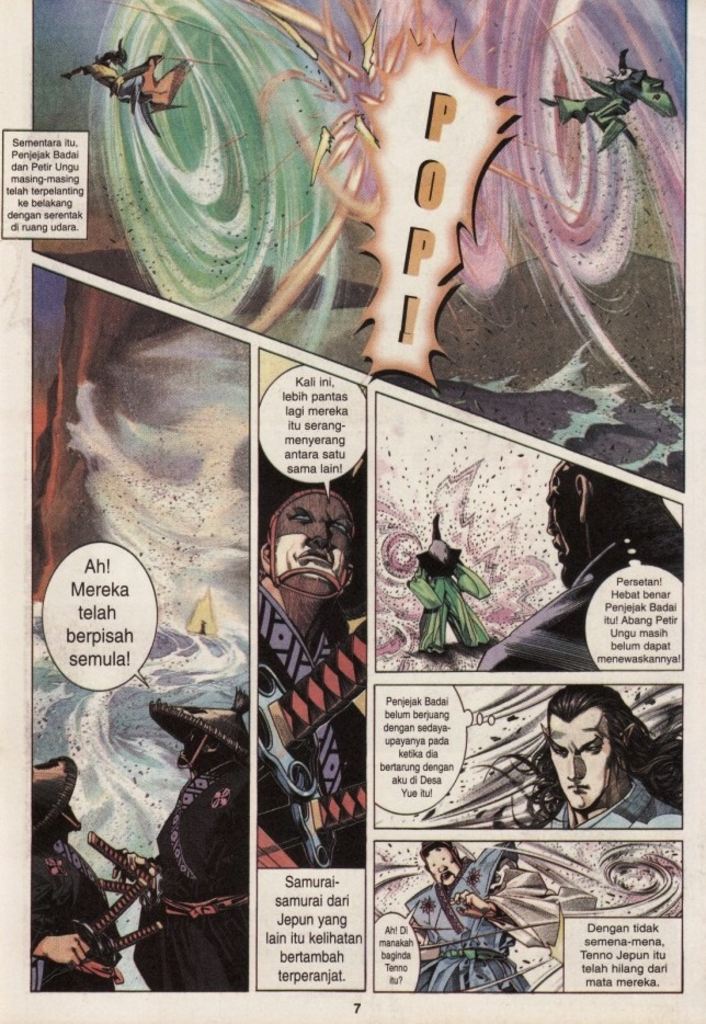 Sementara itu,
Penjejak Badai
dan Petir Ungu
masing-masing
telah terpelanting
ke belakang
dengan serentak
di ruang udara.
POP!
Ah!
Mereka
telah
berpisah
semula!
Kali ini,
lebih pantas
lagi mereka
itu serang-
menyerang
antara satu
sama lain!
Samurai-
samurai dari
Jepun yang
lain itu kelihatan
bertambah
terperanjat.
Persetan!
Hebat benar
Penjejak Badai
itu! Abang Petir
Ungu masih
belum dapat
menewaskannya!
Penjejak Badai
belum berjuang
dengan sedaya-
upayanya pada
ketika dia
bertarung dengan
aku di Desa
Yue itu!
Ah! Di
manakah
baginda
Tenno
itu?
Dengan tidak
semena-mena,
Tenno Jepun itu
telah hilang dari
mata mereka.
7